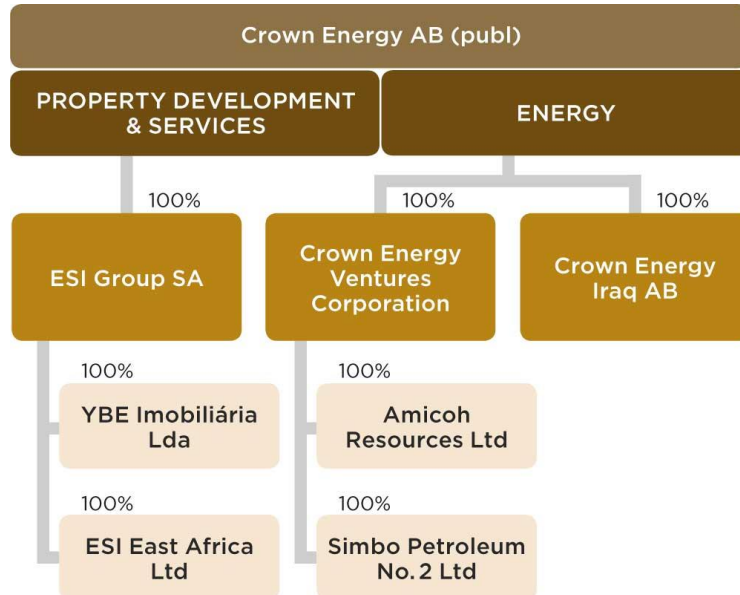 Crown Energy AB (publ)
PROPERTY DEVELOPMENT
& SERVICES
ENERGY
100%
100%
100%
ESI Group SA
Crown Energy
Ventures
Corporation
Crown Energy
Iraq AB
100%
100%
YBE Imobiliária
Lda
Amicoh
Resources Ltd
100%
100%
ESI East Africa
Ltd
Simbo Petroleum
No. 2 Ltd